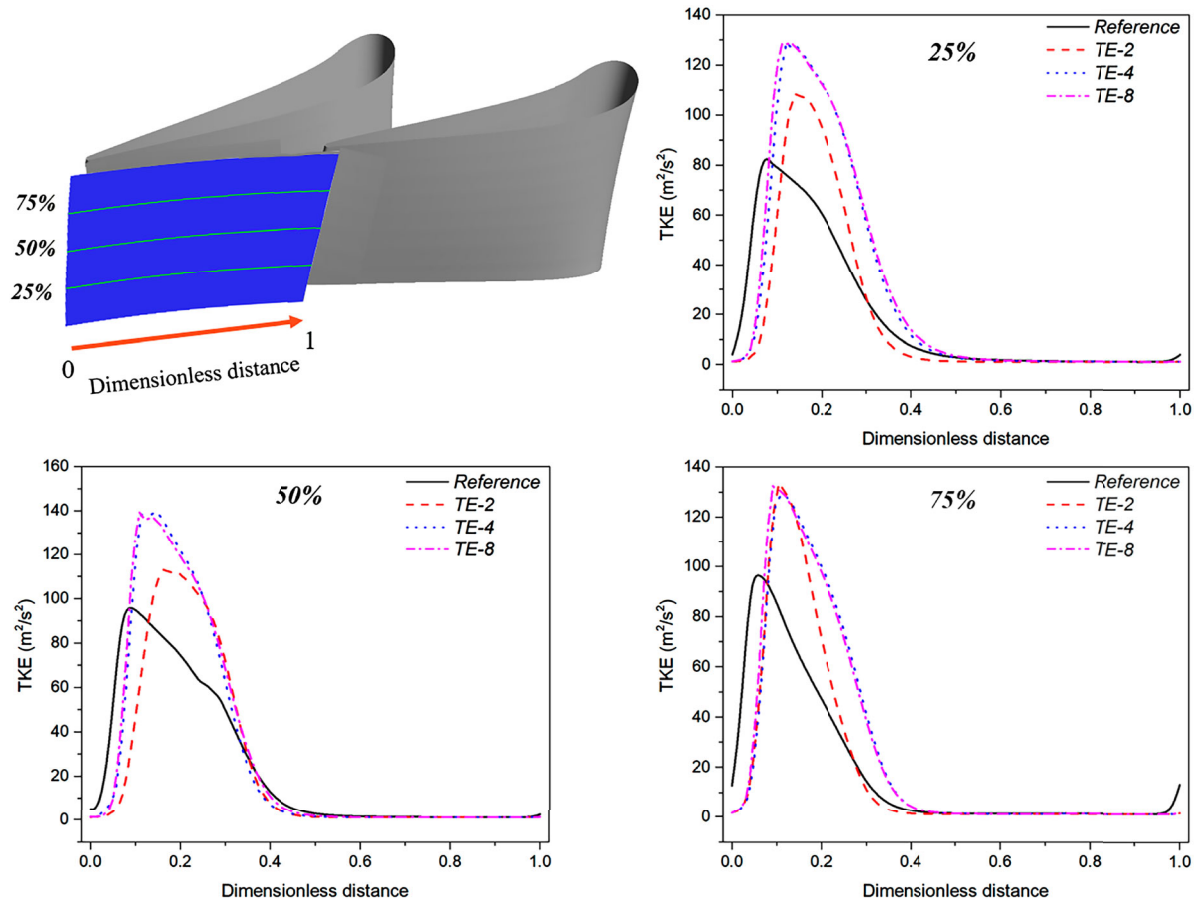 75%
50%
25%
0
1
Dimensionless distance
140
120
100
80
60
40
20
0
TKE (m²/s²)
25%
Reference
TE-2
TE-4
TE-8
0.0 0.2 0.4 0.6 0.8 1.0
Dimensionless distance
160
140
120
100
80
60
40
20
0
TKE (m²/s²)
50%
Reference
TE-2
TE-4
TE-8
0.0 0.2 0.4 0.6 0.8 1.0
Dimensionless distance
140
120
100
80
60
40
20
0
TKE (m²/s²)
75%
Reference
TE-2
TE-4
TE-8
0.0 0.2 0.4 0.6 0.8 1.0
Dimensionless distance